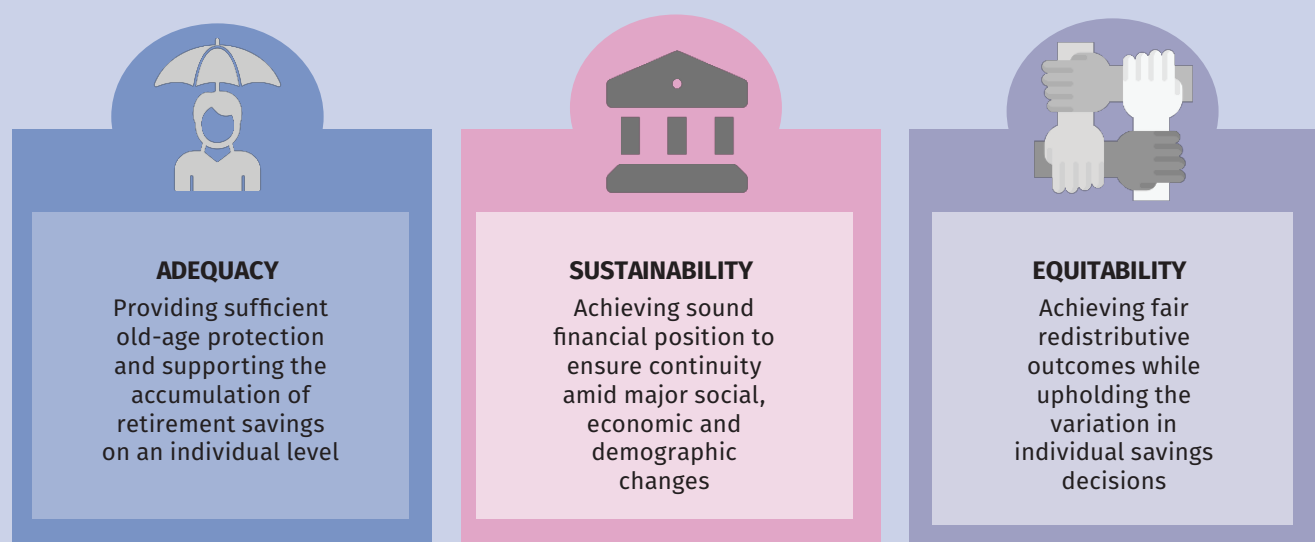 ADEQUACY
Providing sufficient
old-age protection
and supporting the
accumulation of
retirement savings
on an individual level
SUSTAINABILITY
Achieving sound
financial position to
ensure continuity
amid major social,
economic and
demographic
changes
EQUITABILITY
Achieving fair
redistributive
outcomes while
upholding the
variation in
individual savings
decisions